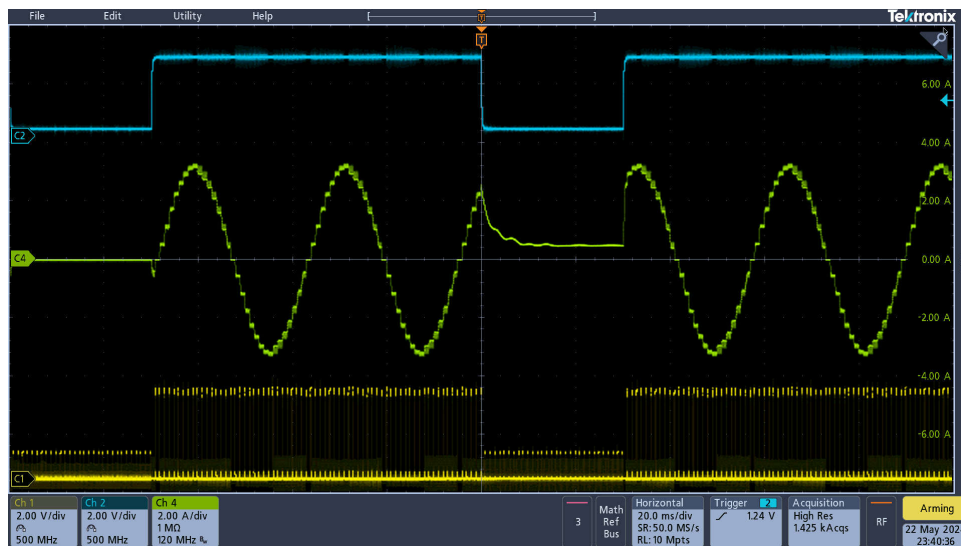 File Edit Utility Help
Tektronix
T
T
6.00 A
C2
4.00 A
2.00 A
C4
0.00 A
-2.00 A
-4.00 A
-6.00 A
C1
Ch 1
2.00 V/div
500 MHz
Ch 2
2.00 V/div
500 MHz
Ch 4
2.00 A/div
1 MΩ
120 MHz
3
Math
Ref
Bus
Horizontal
20.0 ms/div
SR: 50.0 MS/s
RL: 10 Mpts
Trigger 2
1.24 V
Acquisition
High Res
1.425 kAcqs
RF
Arming
22 May 202
23:40:36